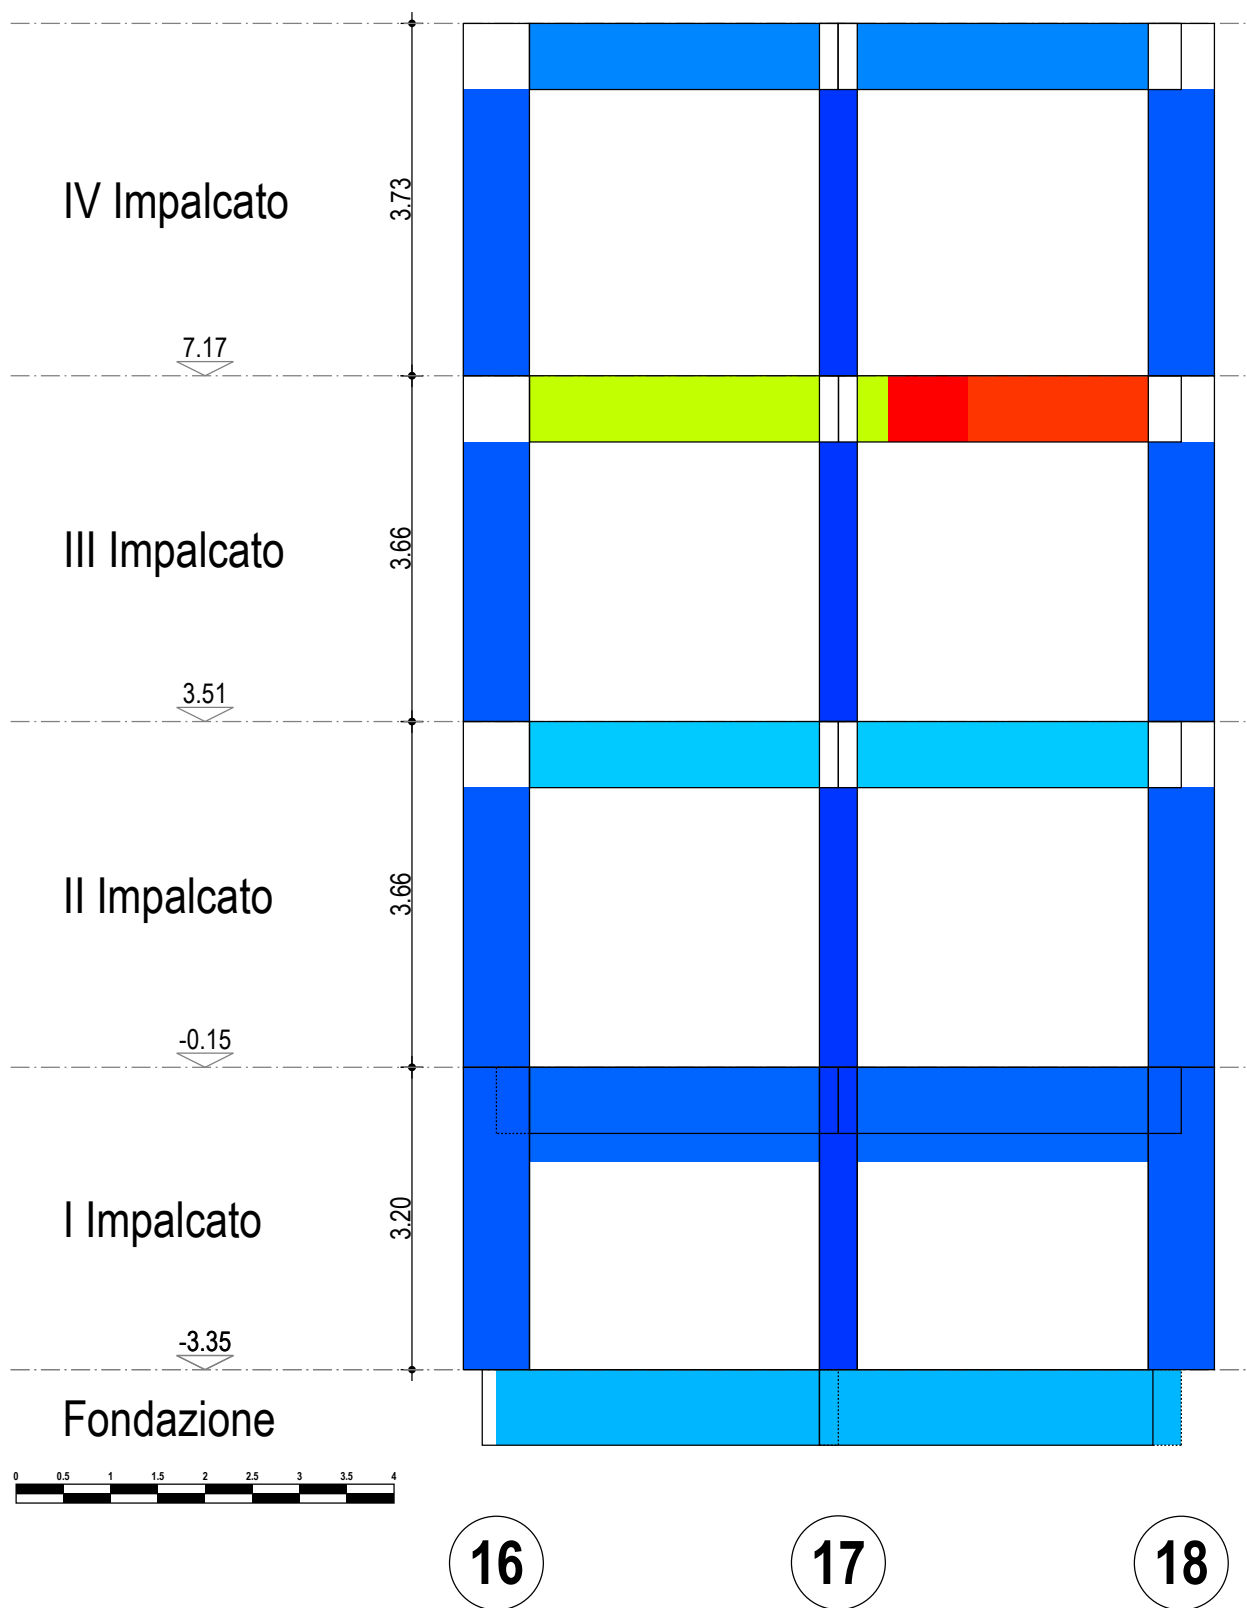 IV Impalcato
3.73
7.17
III Impalcato
3.66
3.51
II Impalcato
3.66
-0.15
I Impalcato
3.20
-3.35
Fondazione
0 0.5 1 1.5 2 2.5 3 3.5 4
16 17 18